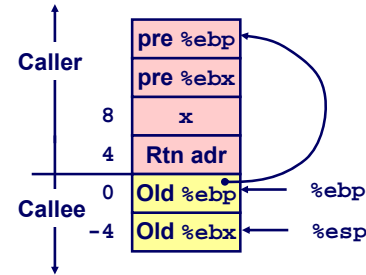 pre %ebp
Caller
pre %ebx
8 x
4 Rtn adr
0 Old %ebp %ebp
Callee
-4 Old %ebx %esp